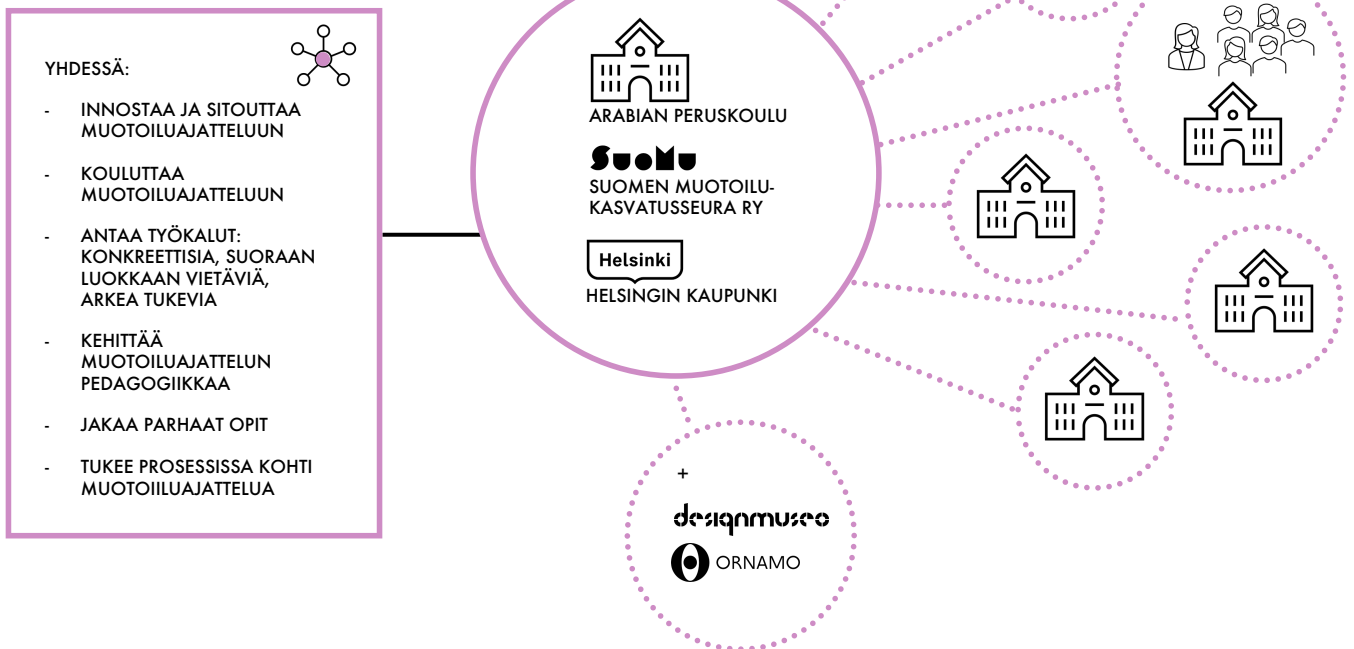 YHDESSÄ:
- INNOSTAA JA SITOUTTAA
MUOTOILUAJATTELUUN
- KOULUTTAA
MUOTOILUAJATTELUUN
- ANTAA TYÖKALUT:
KONKREETTISIA, SUORAAN
LUOKKAAN VIETÄVIÄ,
ARKEA TUKEVIA
- KEHITTÄÄ
MUOTOILUAJATTELUN
PEDAGOGIIKKAA
- JAKAA PARHAAT OPIT
- TUKEE PROSESSISSA KOHTI
MUOTOIILUAJATTELUA
ARABIAN PERUSKOULU
SuoMu
SUOMEN MUOTOILU-
KASVATUSSEURA RY
Helsinki
HELSINGIN KAUPUNKI
+
designmuseo
ORNAMO